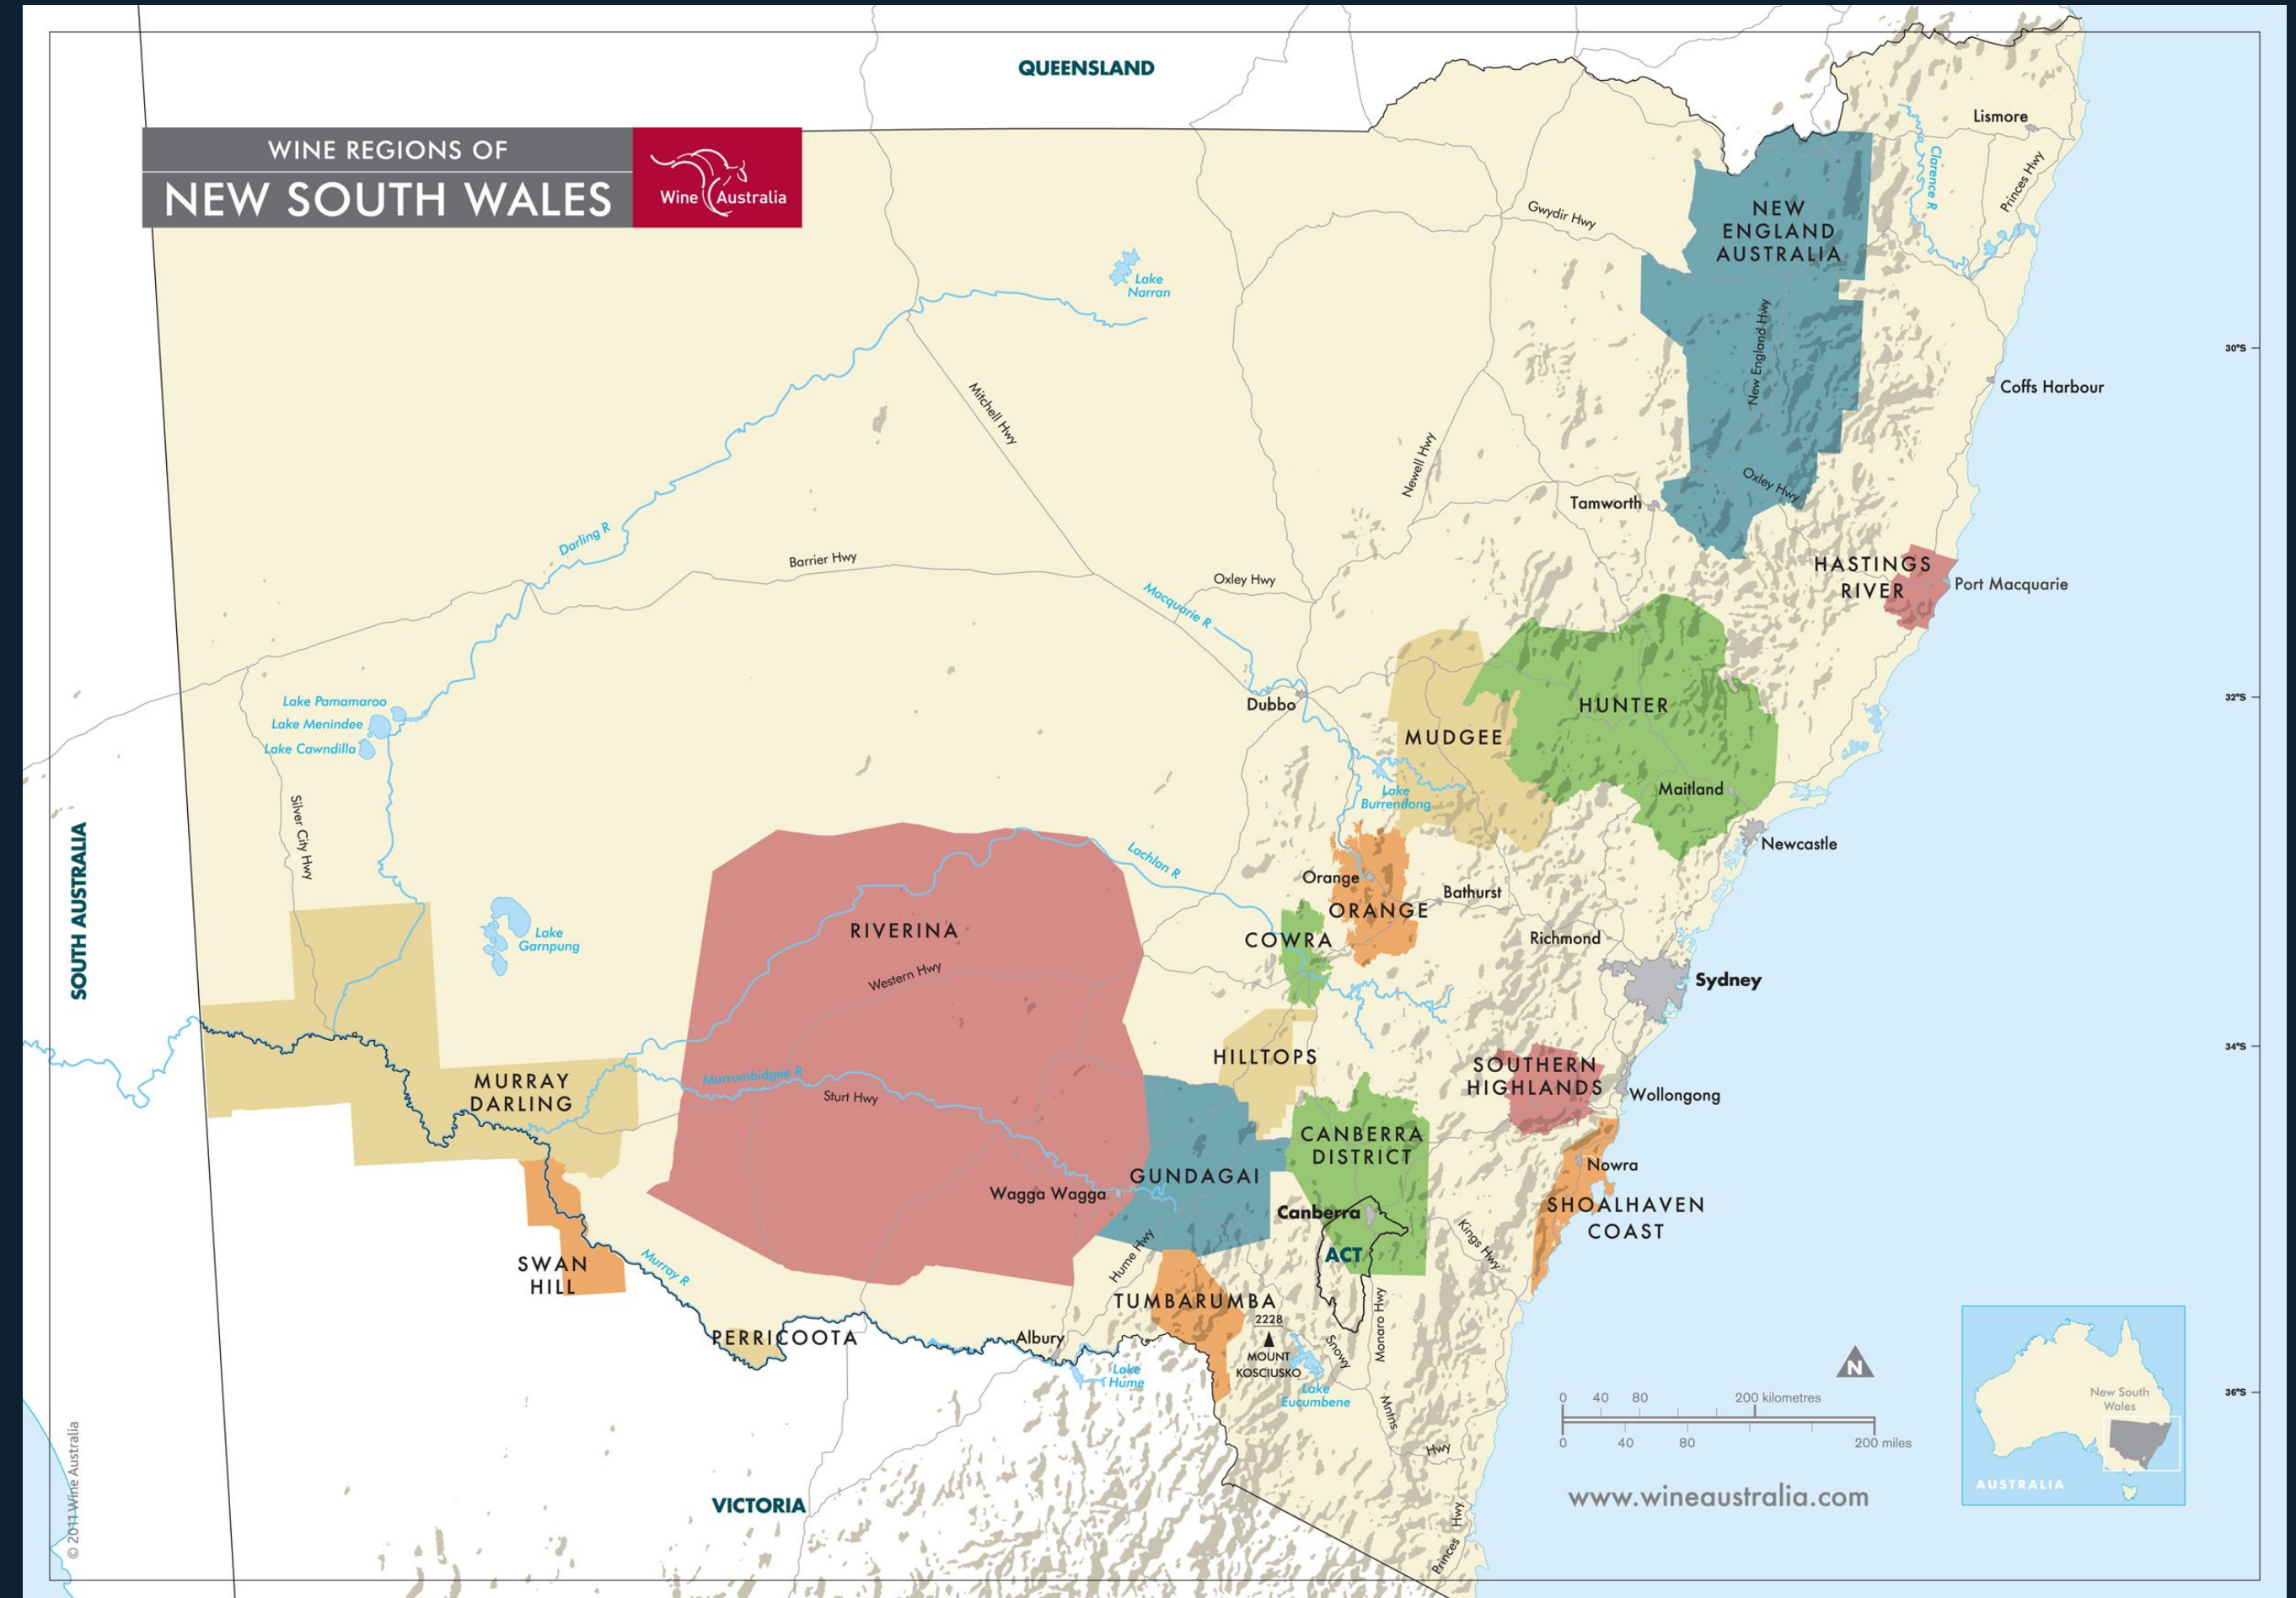 QUEENSLAND
WINE REGIONS OF
NEW SOUTH WALES
Wine Australia
Lismore
Clarence R
Princes Hwy
NEW
ENGLAND
AUSTRALIA
Gwydir Hwy
Lake
Narran
New England Hwy
30°S
Coffs Harbour
Mitchell Hwy
Newell Hwy
Oxley Hwy
Tamworth
Darling R
Barrier Hwy
Oxley Hwy
Macquarie R
HASTINGS
RIVER
Port Macquarie
Lake Pamamaroo
Lake Menindee
Lake Cawndilla
Dubbo
HUNTER
32°S
MUDGEE
Maitland
Lake
Burrendong
Silver City Hwy
SOUTH AUSTRALIA
Newcastle
Lachlan R
Orange
ORANGE
Bathurst
RIVERINA
Lake
Garnpung
COWRA
Richmond
Western Hwy
Sydney
HILLTOPS
34°S
SOUTHERN
HIGHLANDS
Wollongong
MURRAY
DARLING
Murrumbidgee R
Sturt Hwy
CANBERRA
DISTRICT
GUNDAGAI
Wagga Wagga
Nowra
SHOALHAVEN
COAST
Canberra
ACT
Kings Hwy
Hume Hwy
SWAN
HILL
Murray R
TUMBARUMBA
2228
MOUNT
KOSCIUSKO
Snowy
Mntns
Hwy
Monaro Hwy
PERRICOOTA
Albury
Lake
Hume
Lake
Eucumbene
N
0 40 80 200 kilometres
0 40 80 200 miles
New South
Wales
AUSTRALIA
36°S
www.wineaustralia.com
VICTORIA
Princes Hwy
© 2011 Wine Australia